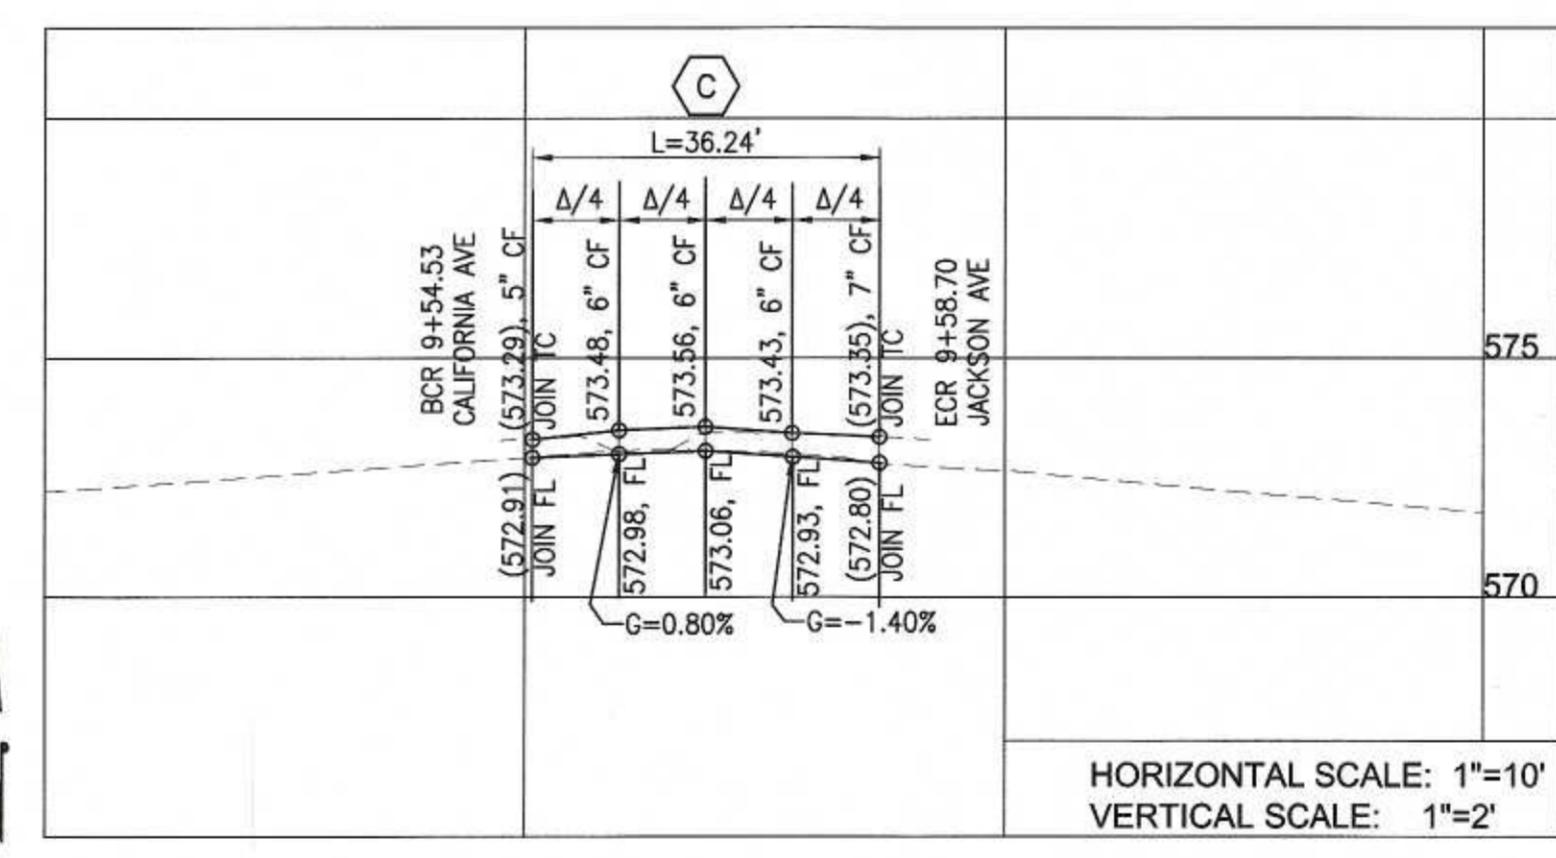 C
L=36.24'
Δ/4 Δ/4 Δ/4 Δ/4
BCR 9+54.53
CALIFORNIA AVE
(573.29), 5" CF
JOIN TC
573.48, 6" CF
573.56, 6" CF
573.43, 6" CF
(573.35), 7" CF
JOIN TC
ECR 9+58.70
JACKSON AVE
575
(572.91)
JOIN FL
572.98, FL
573.06, FL
572.93, FL
(572.80)
JOIN FL
570
G=0.80%
G=-1.40%
HORIZONTAL SCALE: 1"=10'
VERTICAL SCALE: 1"=2'